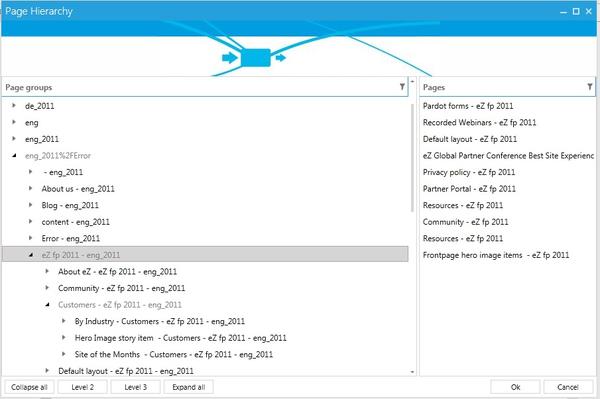 Page Hierarchy
Page groups
de_2011
eng
eng_2011
eng_2011%2FError
- eng_2011
About us - eng_2011
Blog - eng_2011
content - eng_2011
Error - eng_2011
eZ fp 2011 - eng_2011
About eZ - eZ fp 2011 - eng_2011
Community - eZ fp 2011 - eng_2011
Customers - eZ fp 2011 - eng_2011
By Industry - Customers - eZ fp 2011 - eng_2011
Hero Image story item - Customers - eZ fp 2011 - eng_2011
Site of the Months - Customers - eZ fp 2011 - eng_2011
Default layout - eZ fp 2011 - eng_2011
Pages
Pardot forms - eZ fp 2011
Recorded Webinars - eZ fp 2011
Default layout - eZ fp 2011
eZ Global Partner Conference Best Site Experienc
Privacy policy - eZ fp 2011
Partner Portal - eZ fp 2011
Resources - eZ fp 2011
Community - eZ fp 2011
Resources - eZ fp 2011
Frontpage hero image items - eZ fp 2011
Collapse all
Level 2
Level 3
Expand all
Ok
Cancel